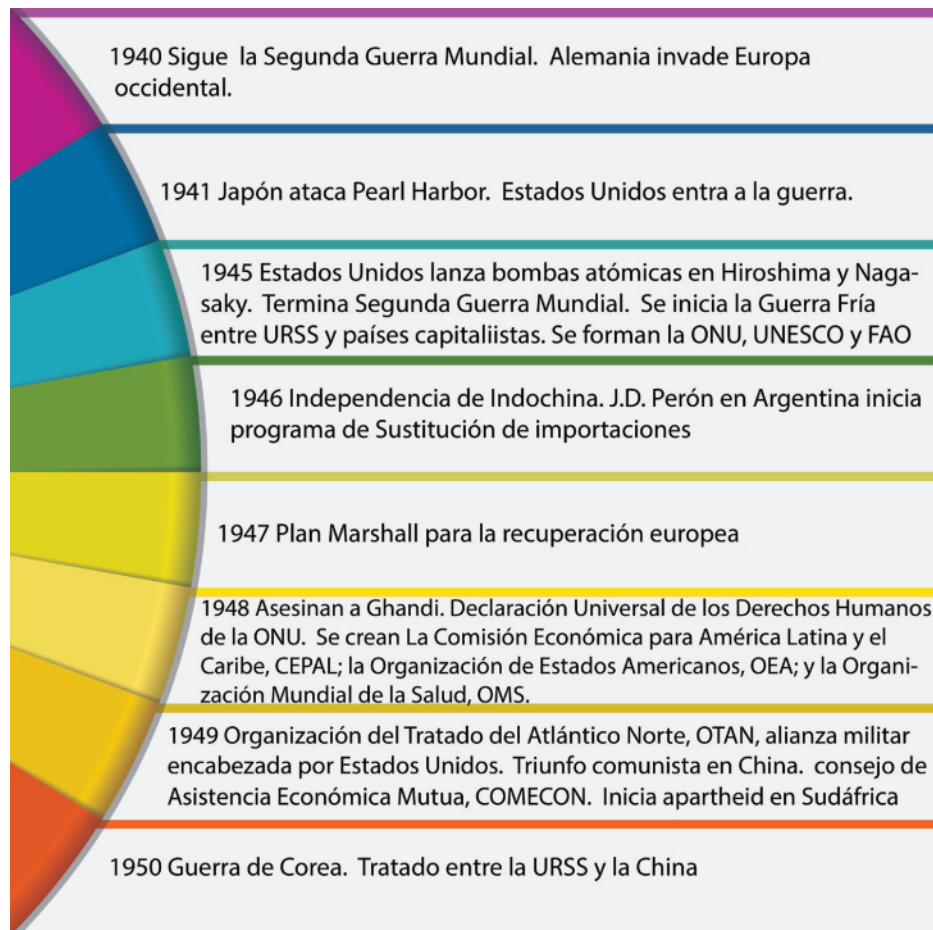 1940 Sigue la Segunda Guerra Mundial. Alemania invade Europa
occidental.
1941 Japón ataca Pearl Harbor. Estados Unidos entra a la guerra.
1945 Estados Unidos lanza bombas atómicas en Hiroshima y Naga-
saky. Termina Segunda Guerra Mundial. Se inicia la Guerra Fría
entre URSS y países capitaliistas. Se forman la ONU, UNESCO y FAO
1946 Independencia de Indochina. J.D. Perón en Argentina inicia
programa de Sustitución de importaciones
1947 Plan Marshall para la recuperación europea
1948 Asesinan a Ghandi. Declaración Universal de los Derechos Humanos
de la ONU. Se crean La Comisión Económica para América Latina y el
Caribe, CEPAL; la Organización de Estados Americanos, OEA; y la Organi-
zación Mundial de la Salud, OMS.
1949 Organización del Tratado del Atlántico Norte, OTAN, alianza militar
encabezada por Estados Unidos. Triunfo comunista en China. consejo de
Asistencia Económica Mutua, COMECON. Inicia apartheid en Sudáfrica
1950 Guerra de Corea. Tratado entre la URSS y la China